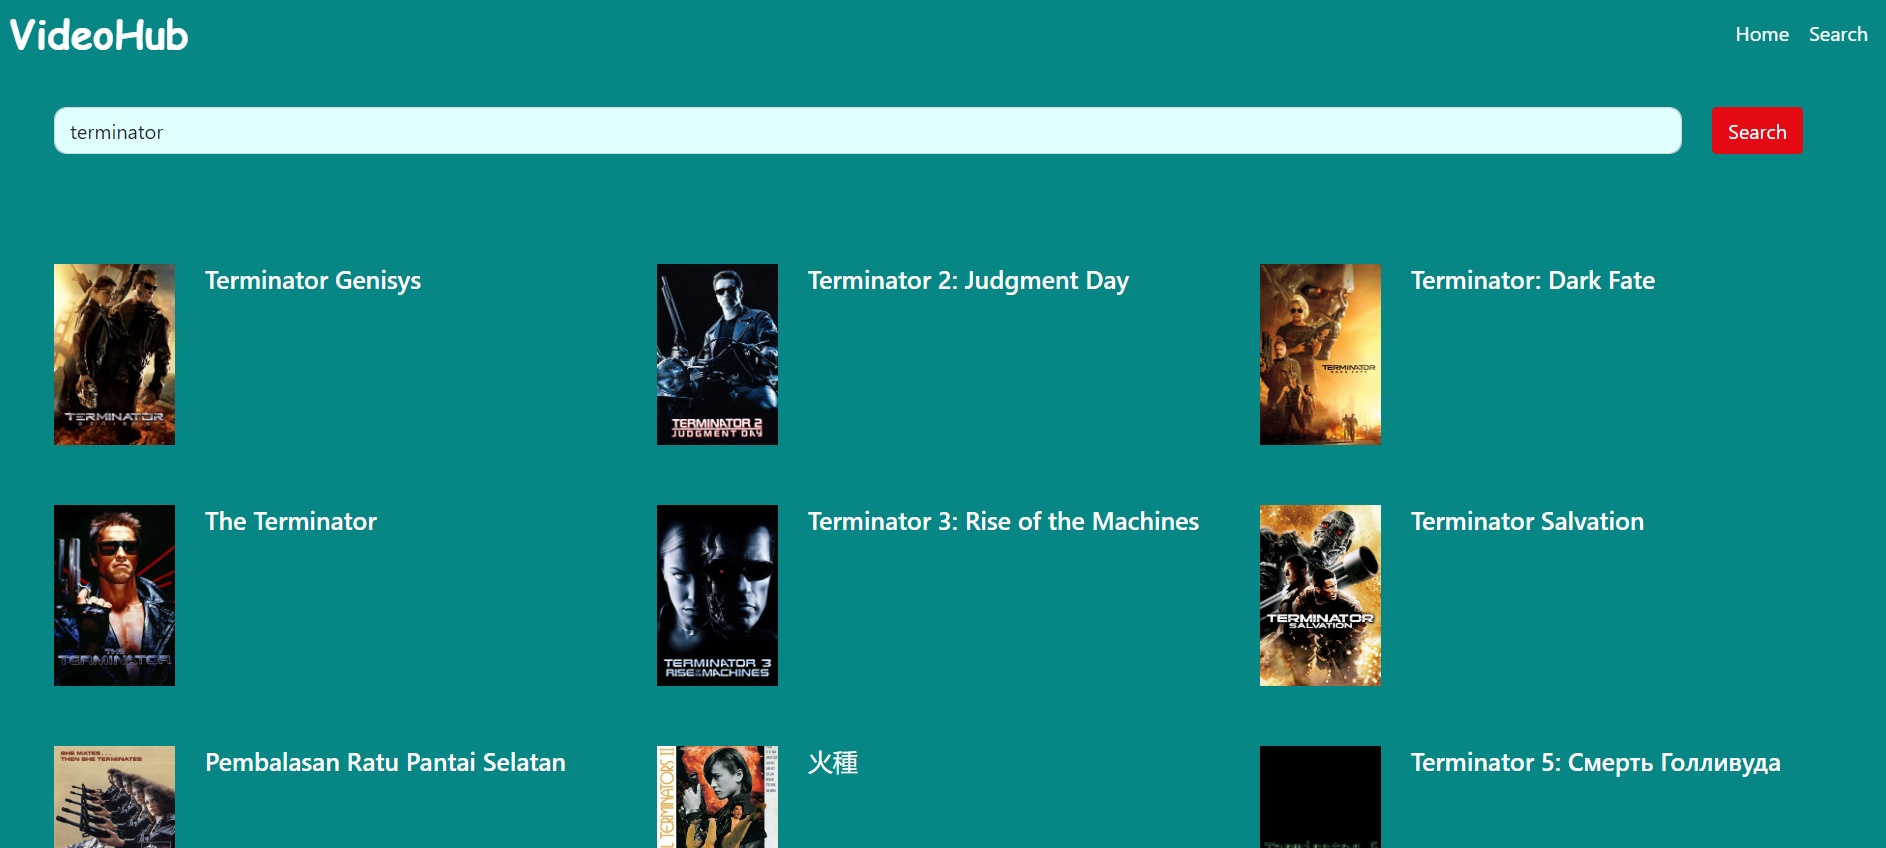 VideoHub
Home Search
terminator
Search
Terminator Genisys
TERMINATOR
GENISYS
Terminator 2: Judgment Day
TERMINATOR 2
JUDGMENT DAY
Terminator: Dark Fate
TERMINATOR
DARK FATE
The Terminator
THE
TERMINATOR
Terminator 3: Rise of the Machines
TERMINATOR 3
RISE OF THE MACHINES
Terminator Salvation
TERMINATOR
SALVATION
Pembalasan Ratu Pantai Selatan
SHE MATES...
THEN SHE TERMINATES
火種
L TERMINATORS II
Terminator 5: Смерть Голливуда